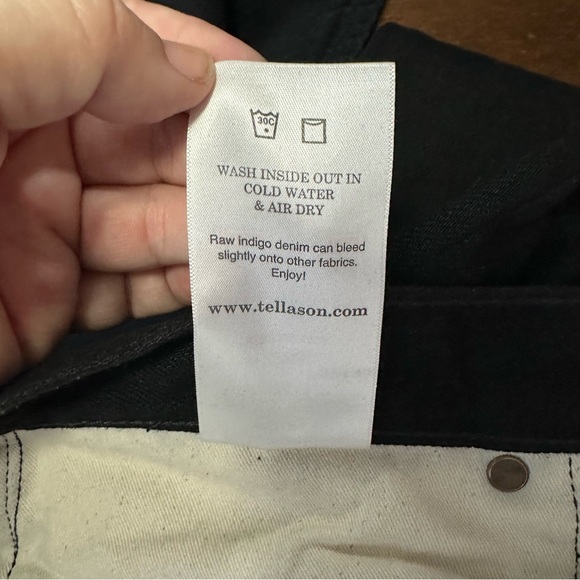 30C
WASH INSIDE OUT IN
COLD WATER
& AIR DRY
Raw indigo denim can bleed
slightly onto other fabrics.
Enjoy!
www.tellason.com